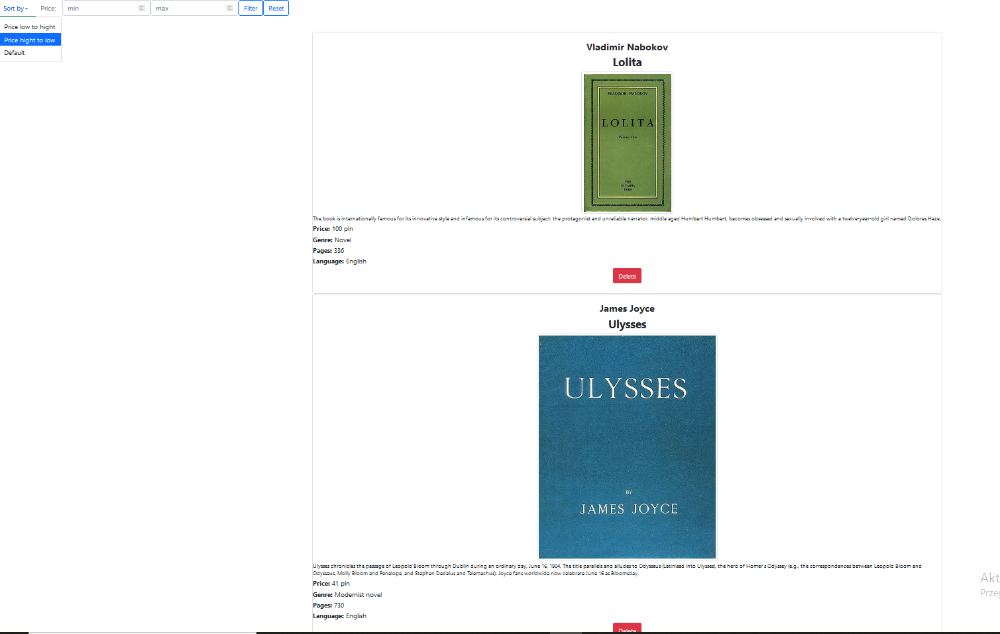 Sort by Price: min max Filter Reset
Price low to hight
Price hight to low
Default
Vladimir Nabokov
Lolita
VLADIMIR NABOKOV
LOLITA
Volume One
THE
OLYMPIA
PRESS
The book is internationally famous for its innovative style and infamous for its controversial subject: the protagonist and unreliable narrator, middle aged Humbert Humbert, becomes obsessed and sexually involved with a twelve-year-old girl named Dolores Haze.
Price: 100 pln
Genre: Novel
Pages: 336
Language: English
Delete
James Joyce
Ulysses
ULYSSES
BY
JAMES JOYCE
Ulysses chronicles the passage of Leopold Bloom through Dublin during an ordinary day, June 16, 1904. The title parallels and alludes to Odysseus (Latinised into Ulysses), the hero of Homer s Odyssey (e.g., the correspondences between Leopold Bloom and
Odysseus, Molly Bloom and Penelope, and Stephen Dedalus and Telemachus). Joyce fans worldwide now celebrate June 16 as Bloomsday.
Price: 41 pln
Genre: Modernist novel
Pages: 730
Language: English
Delete
Akt
Przej